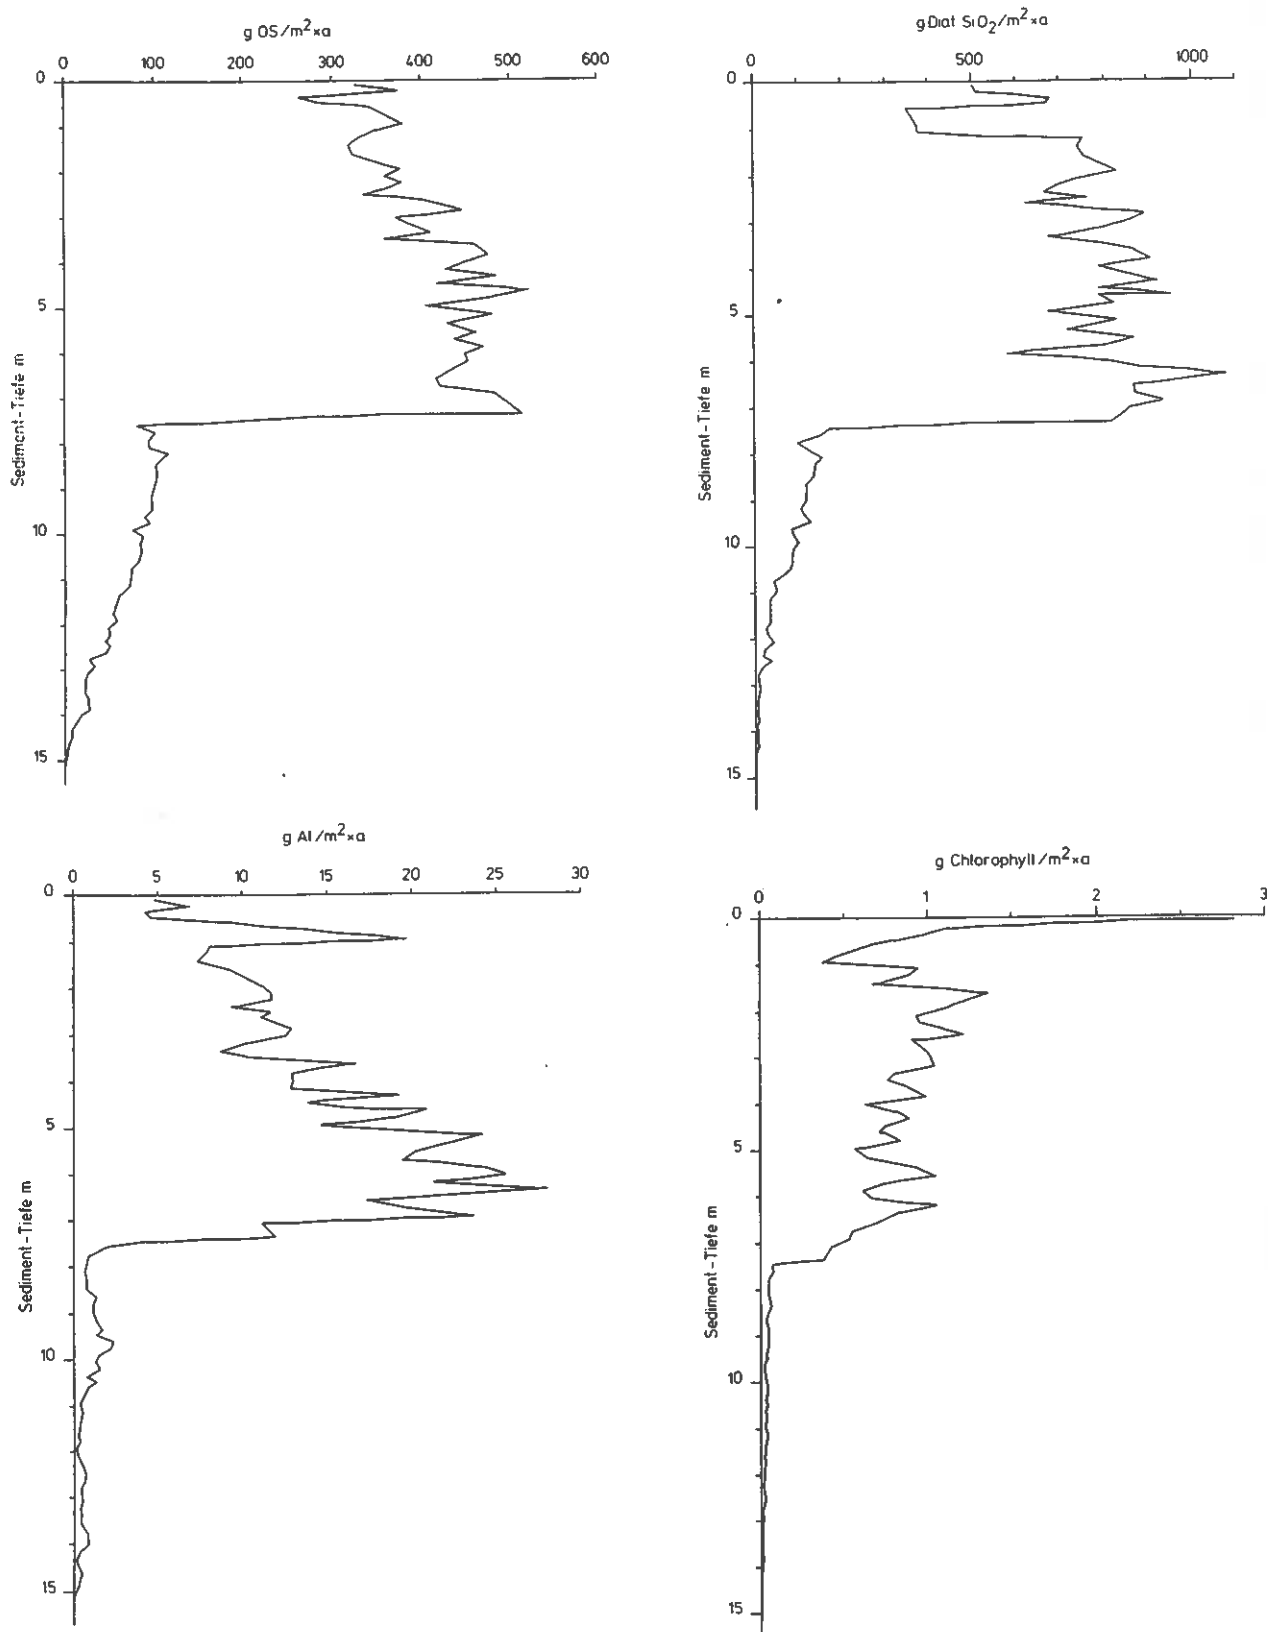 g OS/m²×a
0 100 200 300 400 500 600
0
5
10
15
Sediment-Tiefe m
g Diat SiO₂/m²×a
0 500 1000
0
5
10
15
Sediment-Tiefe m
g Al/m²×a
0 5 10 15 20 25 30
0
5
10
15
Sediment-Tiefe m
g Chlorophyll/m²×a
0 1 2 3
0
5
10
15
Sediment-Tiefe m